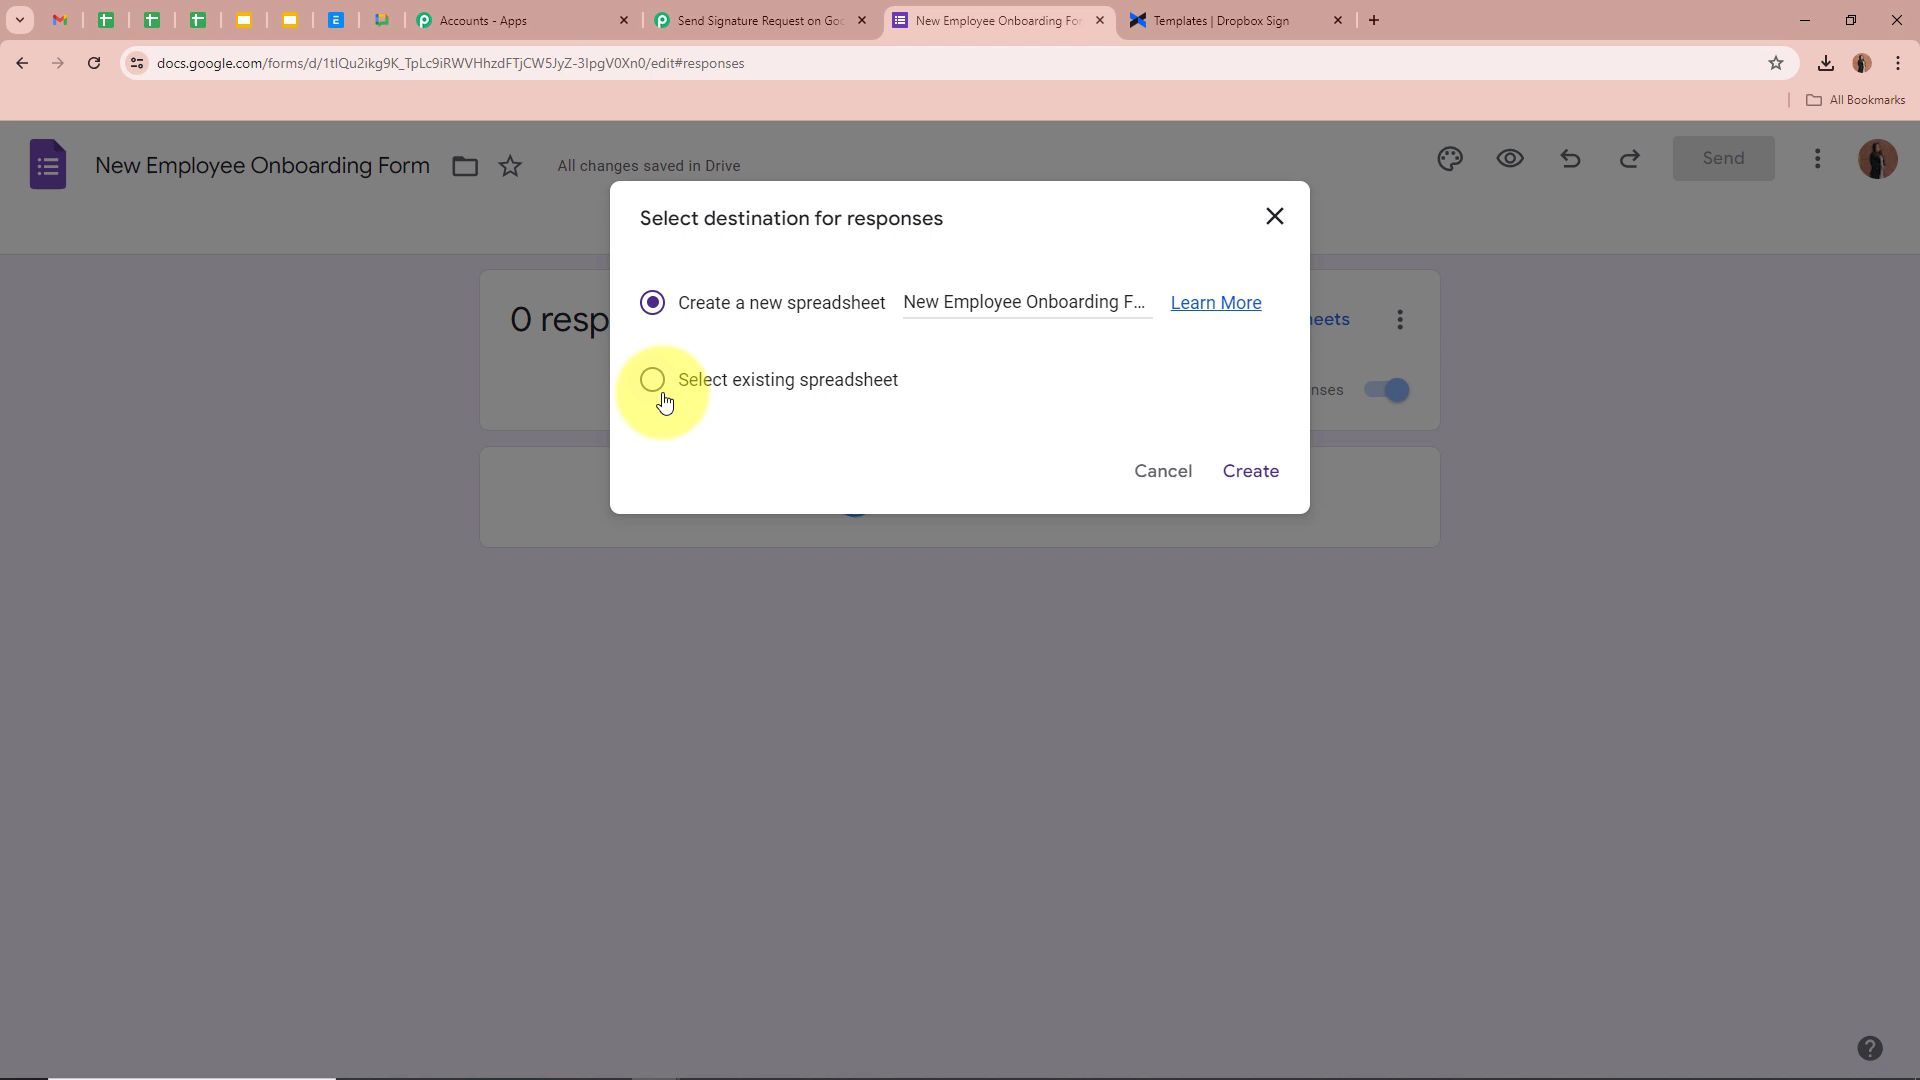 Accounts - Apps
Send Signature Request on Goo
New Employee Onboarding For
Templates | Dropbox Sign
docs.google.com/forms/d/1tlQu2ikg9K_TpLc9iRWVHhzdFTjCW5JyZ-3lpgV0Xn0/edit#responses
All Bookmarks
New Employee Onboarding Form
All changes saved in Drive
Send
Select destination for responses
Create a new spreadsheet New Employee Onboarding F... Learn More
0 resp
heets
Select existing spreadsheet
nses
Cancel Create